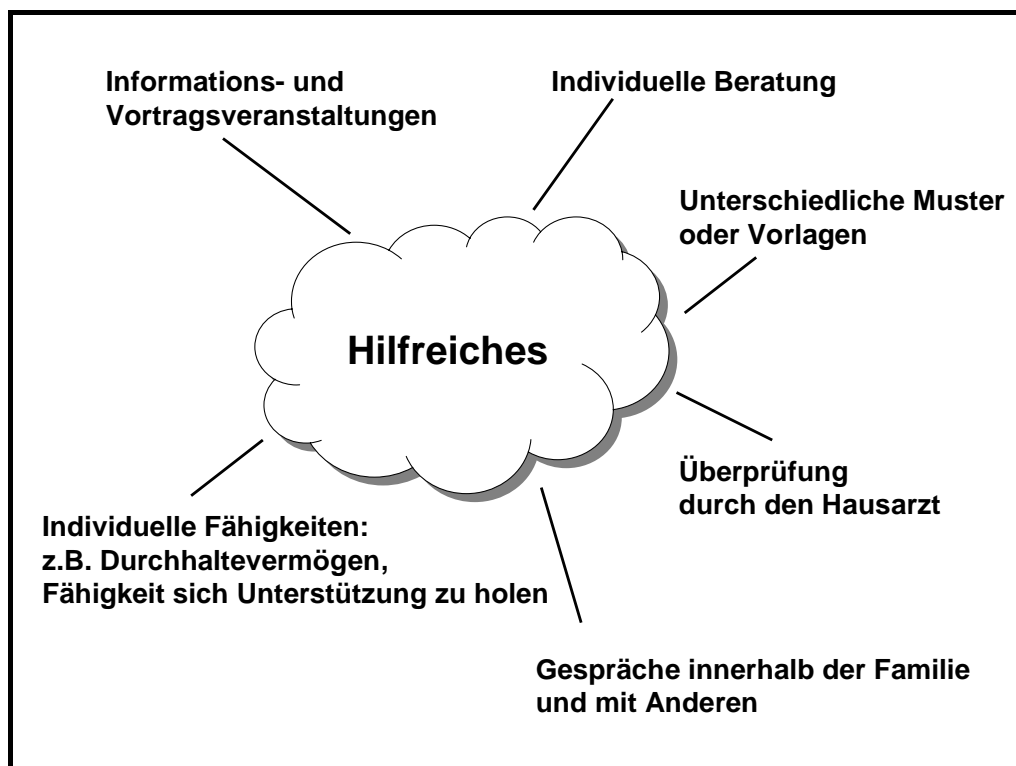 Informations- und
Vortragsveranstaltungen
Individuelle Beratung
Unterschiedliche Muster
oder Vorlagen
Hilfreiches
Überprüfung
durch den Hausarzt
Individuelle Fähigkeiten:
z.B. Durchhaltevermögen,
Fähigkeit sich Unterstützung zu holen
Gespräche innerhalb der Familie
und mit Anderen